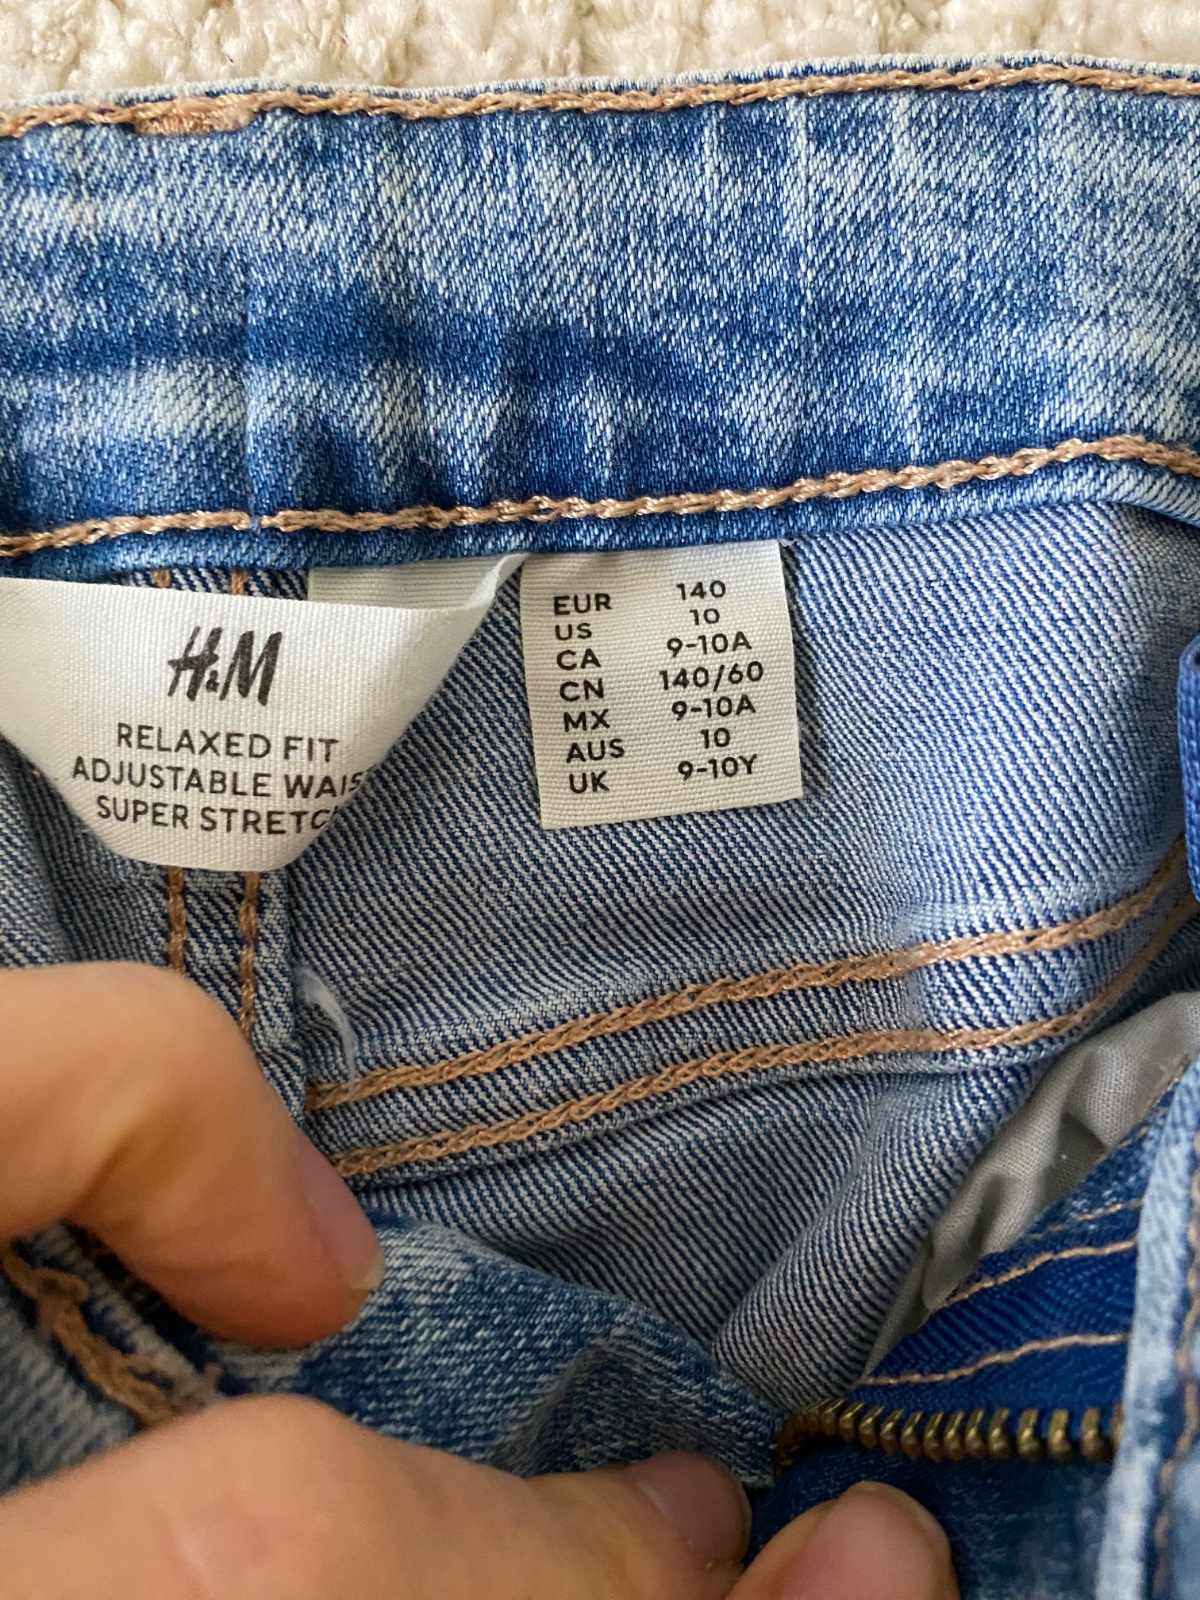 H&M
RELAXED FIT
ADJUSTABLE WAIS
SUPER STRETC
EUR 140
US 10
CA 9-10A
CN 140/60
MX 9-10A
AUS 10
UK 9-10Y